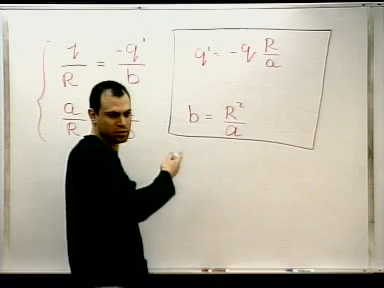 q/R = -q'/b
q' = -q R/a
a/R
b = R²/a